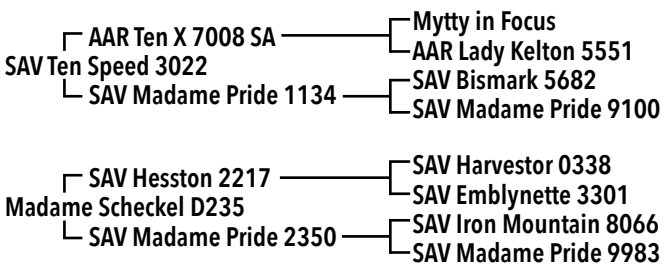 Mytty in Focus
AAR Ten X 7008 SA
AAR Lady Kelton 5551
SAV Ten Speed 3022
SAV Bismark 5682
SAV Madame Pride 1134
SAV Madame Pride 9100
SAV Harvestor 0338
SAV Hesston 2217
SAV Emblynette 3301
Madame Scheckel D235
SAV Iron Mountain 8066
SAV Madame Pride 2350
SAV Madame Pride 9983